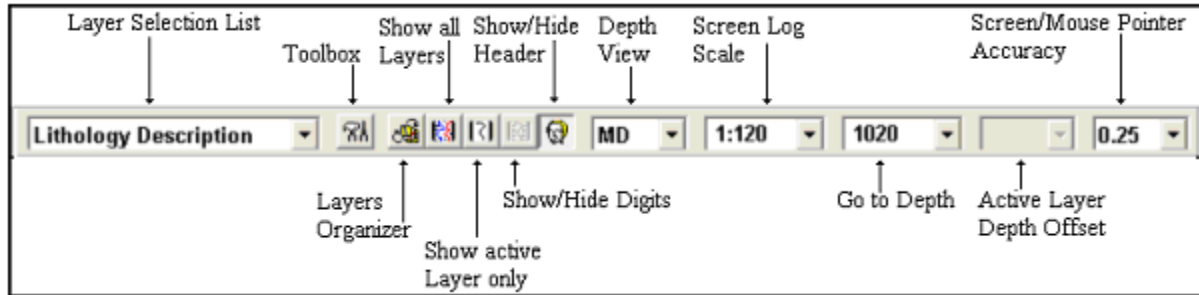 Layer Selection List
Toolbox
Show all
Layers
Show/Hide
Header
Depth
View
Screen Log
Scale
Screen/Mouse Pointer
Accuracy
Lithology Description
MD
1:120
1020
0.25
Layers
Organizer
Show active
Layer only
Show/Hide Digits
Go to Depth
Active Layer
Depth Offset